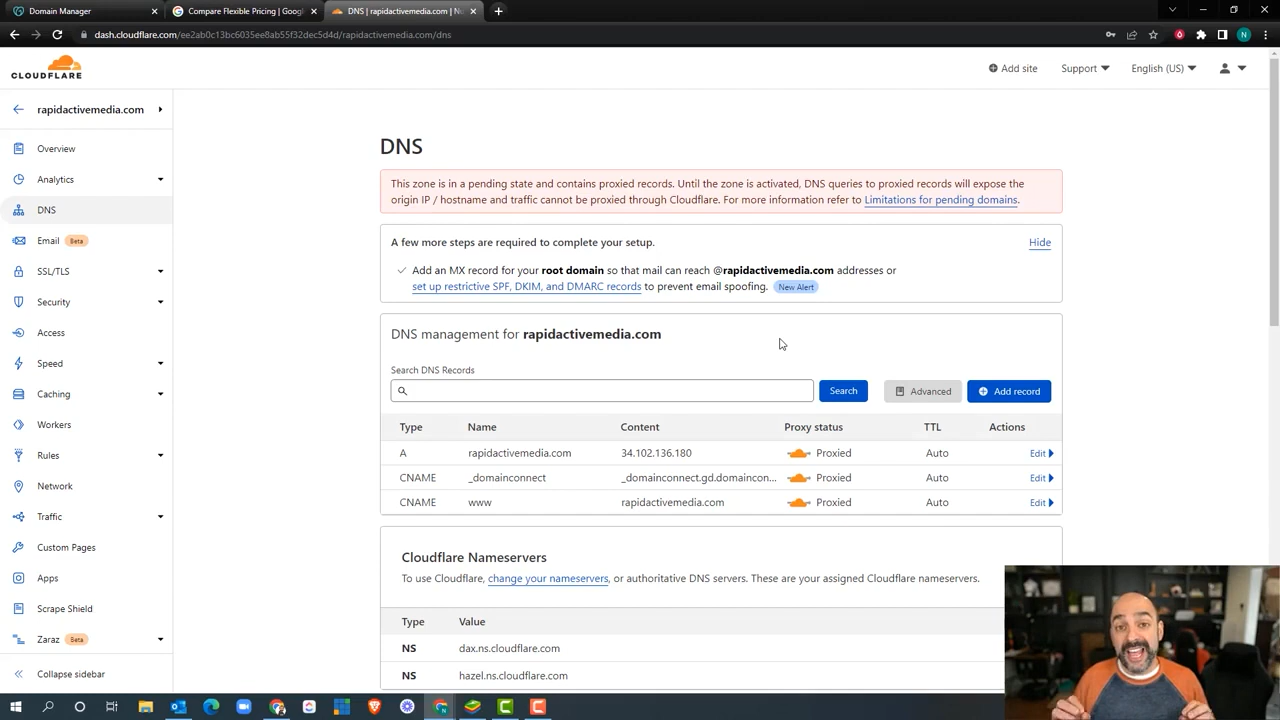 Domain Manager
Compare Flexible Pricing | Googl
DNS | rapidactivemedia.com | N
dash.cloudflare.com/ee2ab0c13bc6035ee8ab55f32dec5d4d/rapidactivemedia.com/dns
N
CLOUDFLARE
Add site
Support
English (US)
rapidactivemedia.com
Overview
Analytics
DNS
Email Beta
SSL/TLS
Security
Access
Speed
Caching
Workers
Rules
Network
Traffic
Custom Pages
Apps
Scrape Shield
Zaraz Beta
Collapse sidebar
DNS
This zone is in a pending state and contains proxied records. Until the zone is activated, DNS queries to proxied records will expose the
origin IP / hostname and traffic cannot be proxied through Cloudflare. For more information refer to Limitations for pending domains.
A few more steps are required to complete your setup.
Hide
Add an MX record for your root domain so that mail can reach @rapidactivemedia.com addresses or
set up restrictive SPF, DKIM, and DMARC records to prevent email spoofing. New Alert
DNS management for rapidactivemedia.com
Search DNS Records
Search
Advanced
Add record
Type Name Content Proxy status TTL Actions
A rapidactivemedia.com 34.102.136.180 Proxied Auto Edit
CNAME _domainconnect _domainconnect.gd.domaincon... Proxied Auto Edit
CNAME www rapidactivemedia.com Proxied Auto Edit
Cloudflare Nameservers
To use Cloudflare, change your nameservers, or authoritative DNS servers. These are your assigned Cloudflare nameservers.
Type Value
NS dax.ns.cloudflare.com
NS hazel.ns.cloudflare.com